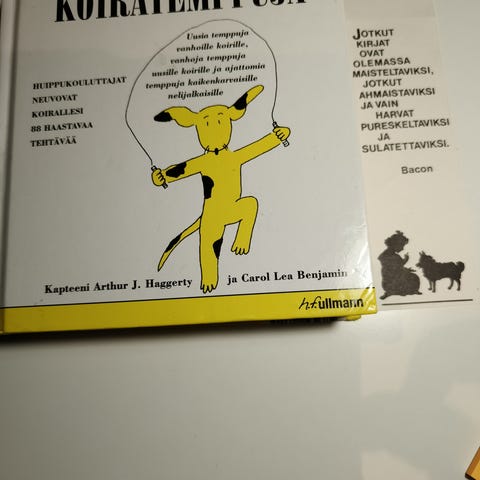 KOIRATEMPPUJA
Uusia temppuja
vanhoille koirille,
vanhoja temppuja
uusille koirille ja ajattomia
temppuja kaikenkarvaisille
nelijalkaisille
HUIPPUKOULUTTAJAT
NEUVOVAT
KOIRALLESI
88 HAASTAVAA
TEHTÄVÄÄ
Kapteeni Arthur J. Haggerty ja Carol Lea Benjamin
h.f.ullmann
JOTKUT
KIRJAT
OVAT
OLEMASSA
MAISTELTAVIKSI,
JOTKUT
AHMAISTAVIKSI
JA VAIN
HARVAT
PURESKELTAVIKSI
JA
SULATETTAVIKSI.
Bacon